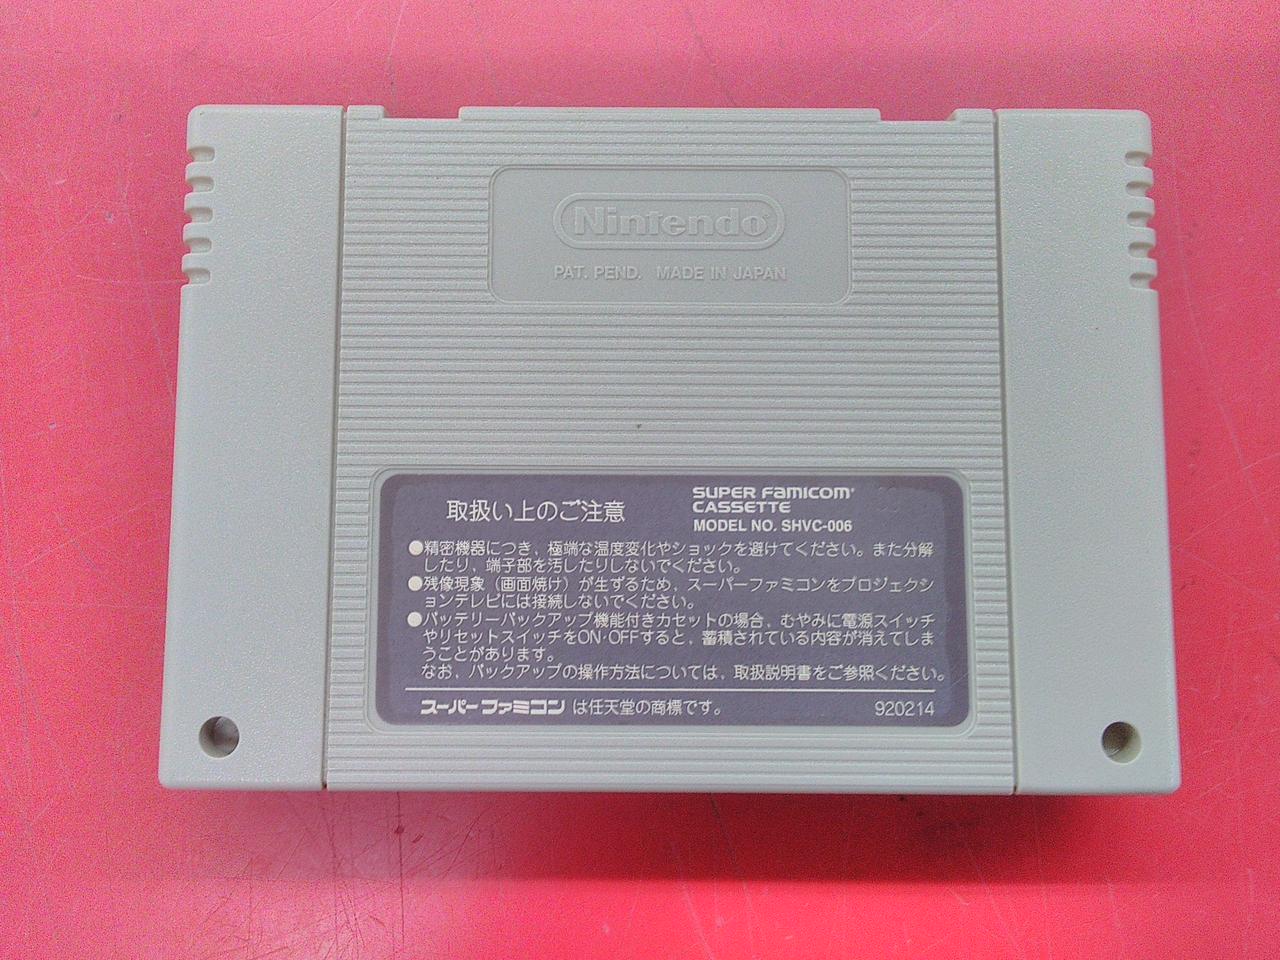 Nintendo
PAT. PEND. MADE IN JAPAN
取扱い上のご注意
SUPER FAMICOM
CASSETTE
MODEL NO. SHVC-006
●精密機器につき、極端な温度変化やショックを避けてください。また分解
したり、端子部を汚したりしないでください。
●残像現象（画面焼け）が生ずるため、スーパーファミコンをプロジェクシ
ョンテレビには接続しないでください。
●バッテリーバックアップ機能付きカセットの場合、むやみに電源スイッチ
やリセットスイッチをON・OFFすると、蓄積されている内容が消えてしま
うことがあります。
なお、バックアップの操作方法については、取扱説明書をご参照ください。
スーパーファミコンは任天堂の商標です。
920214